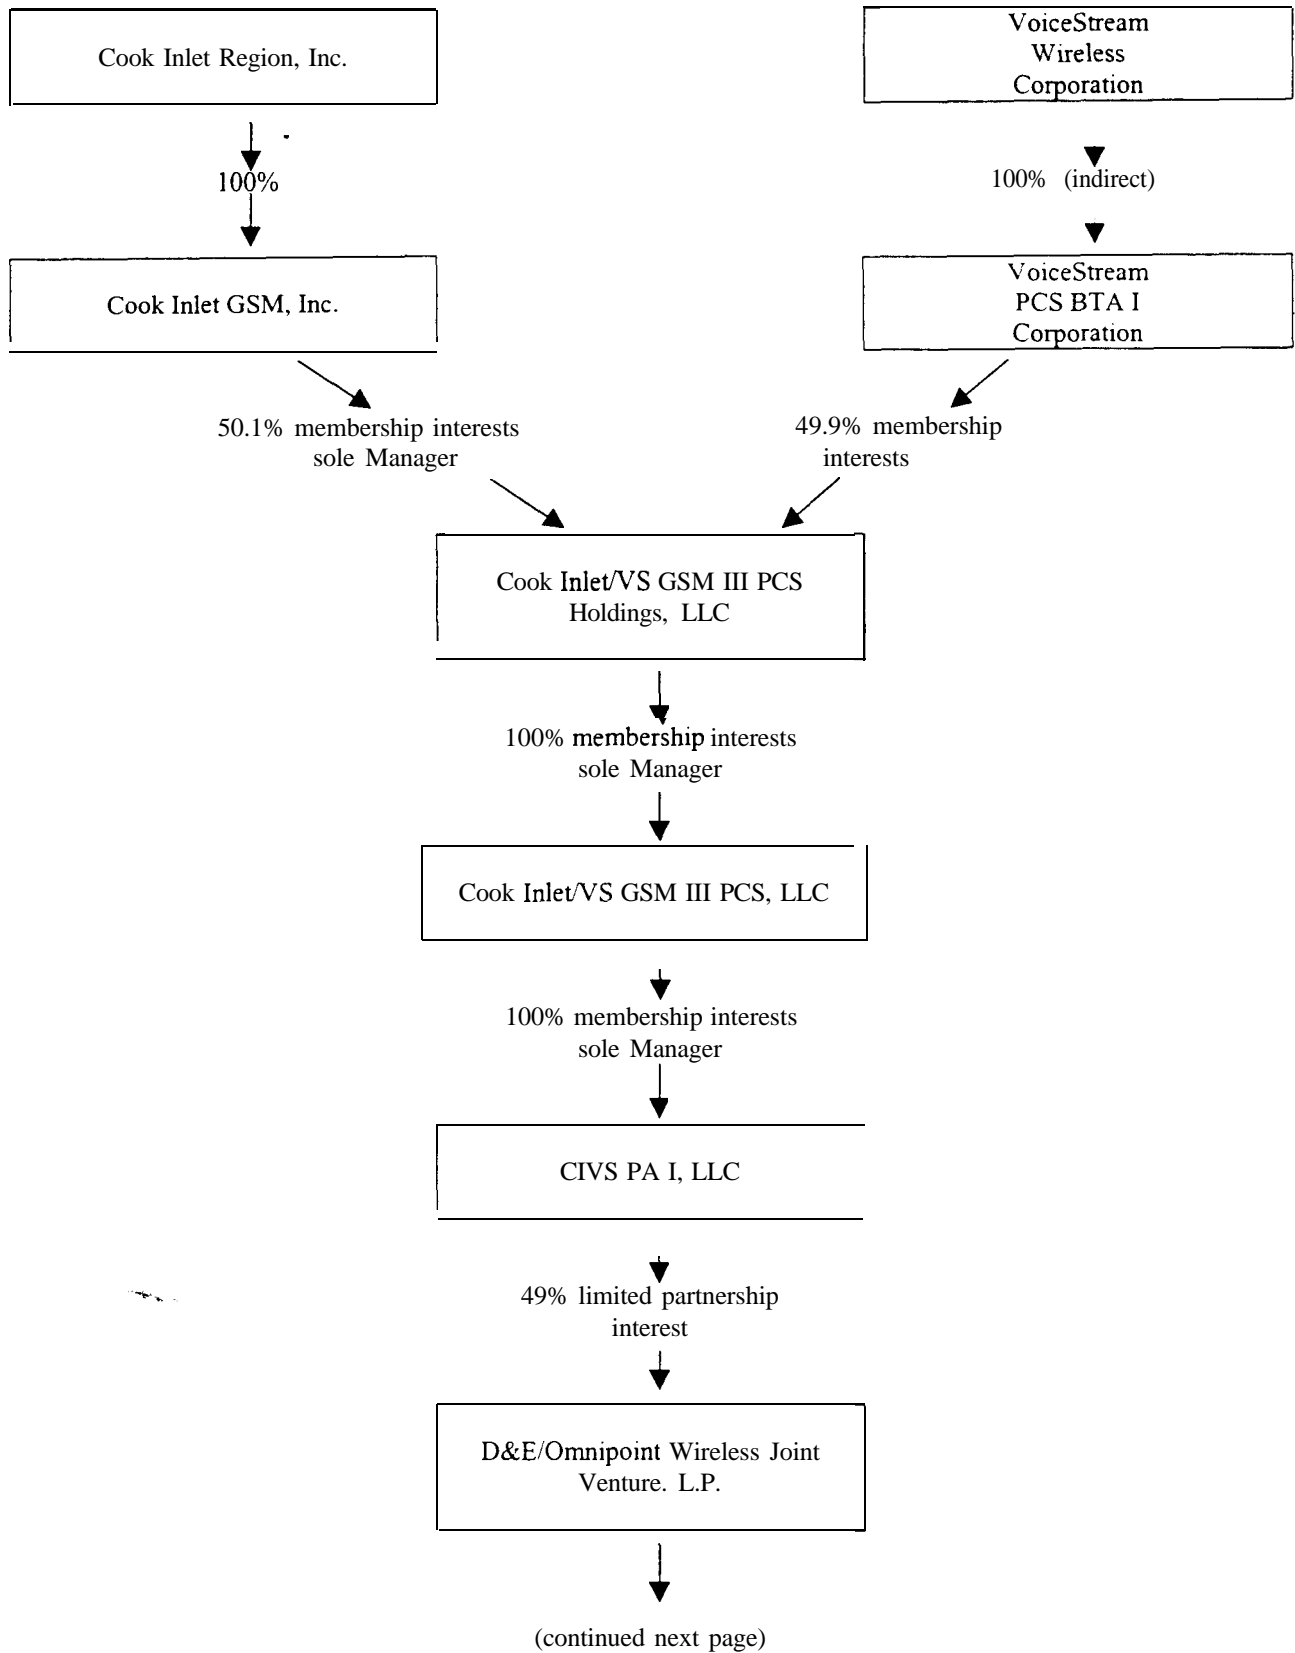 Cook Inlet Region, Inc.
VoiceStream
Wireless
Corporation
100%
100% (indirect)
Cook Inlet GSM, Inc.
VoiceStream
PCS BTA I
Corporation
50.1% membership interests
sole Manager
49.9% membership
interests
Cook Inlet/VS GSM III PCS
Holdings, LLC
100% membership interests
sole Manager
Cook Inlet/VS GSM III PCS, LLC
100% membership interests
sole Manager
CIVS PA I, LLC
49% limited partnership
interest
D&E/Omnipoint Wireless Joint
Venture. L.P.
(continued next page)